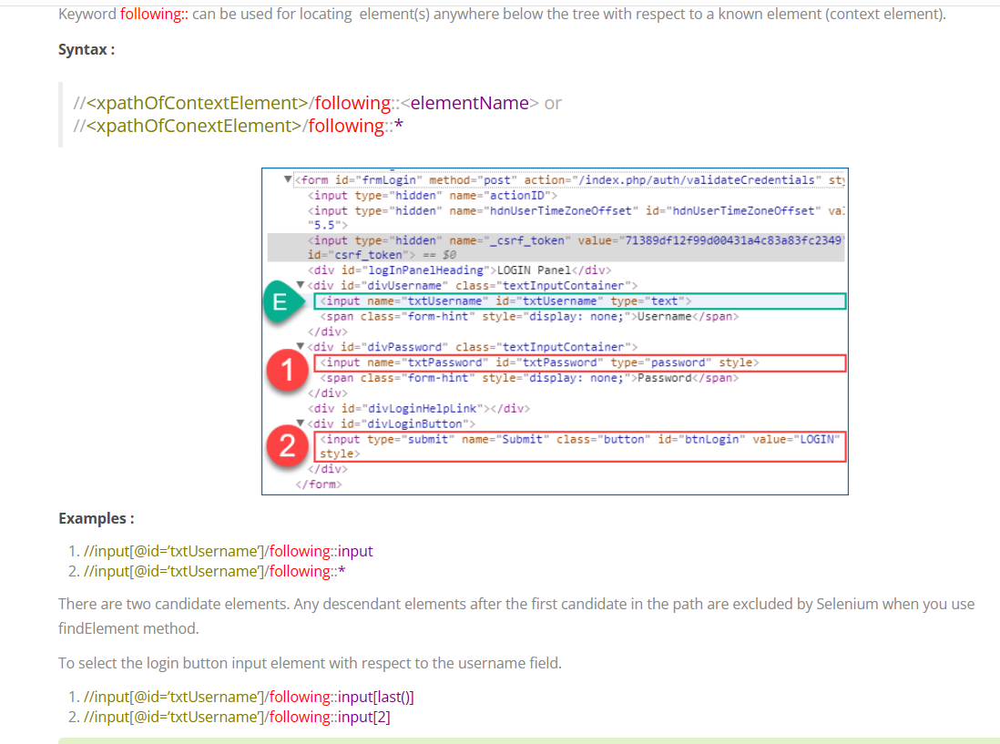 Keyword following:: can be used for locating  element(s) anywhere below the tree with respect to a known element (context element).
Syntax :
//<xpathOfContextElement>/following::<elementName> or
//<xpathOfConextElement>/following::*
▼<form id="frmLogin" method="post" action="/index.php/auth/validateCredentials" sty
<input type="hidden" name="actionID">
<input type="hidden" name="hdnUserTimeZoneOffset" id="hdnUserTimeZoneOffset" val
"5.5">
<input type="hidden" name="_csrf_token" value="71389df12f99d00431a4c83a83fc2349
id="csrf_token"> == $0
<div id="logInPanelHeading">LOGIN Panel</div>
▼<div id="divUsername" class="textInputContainer">
E
<input name="txtUsername" id="txtUsername" type="text">
<span class="form-hint" style="display: none;">Username</span>
</div>
▼<div id="divPassword" class="textInputContainer">
1
<input name="txtPassword" id="txtPassword" type="password" style>
<span class="form-hint" style="display: none;">Password</span>
</div>
<div id="divLoginHelpLink"></div>
▼<div id="divLoginButton">
2
<input type="submit" name="Submit" class="button" id="btnLogin" value="LOGIN"
style>
</div>
</form>
Examples :
1. //input[@id=’txtUsername’]/following::input
2. //input[@id=’txtUsername’]/following::*
There are two candidate elements. Any descendant elements after the first candidate in the path are excluded by Selenium when you use
findElement method.
To select the login button input element with respect to the username field.
1. //input[@id=’txtUsername’]/following::input[last()]
2. //input[@id=’txtUsername’]/following::input[2]